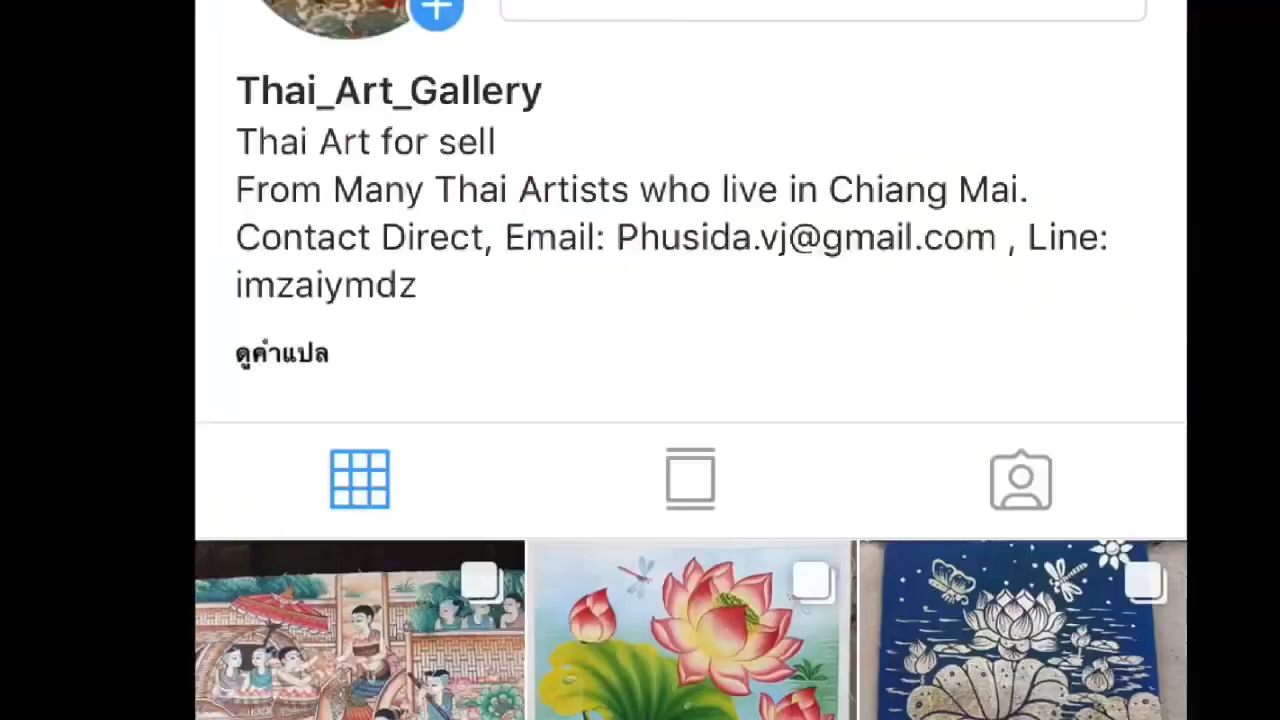 Thai_Art_Gallery
Thai Art for sell
From Many Thai Artists who live in Chiang Mai.
Contact Direct, Email: Phusida.vj@gmail.com , Line:
imzaiymdz
ดูคำแปล